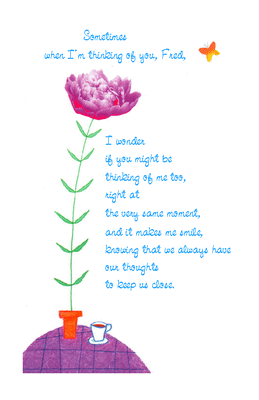 Sometimes
when I'm thinking of you, Fred,
I wonder
if you might be
thinking of me too,
right at
the very same moment,
and it makes me smile,
knowing that we always have
our thoughts
to keep us close.